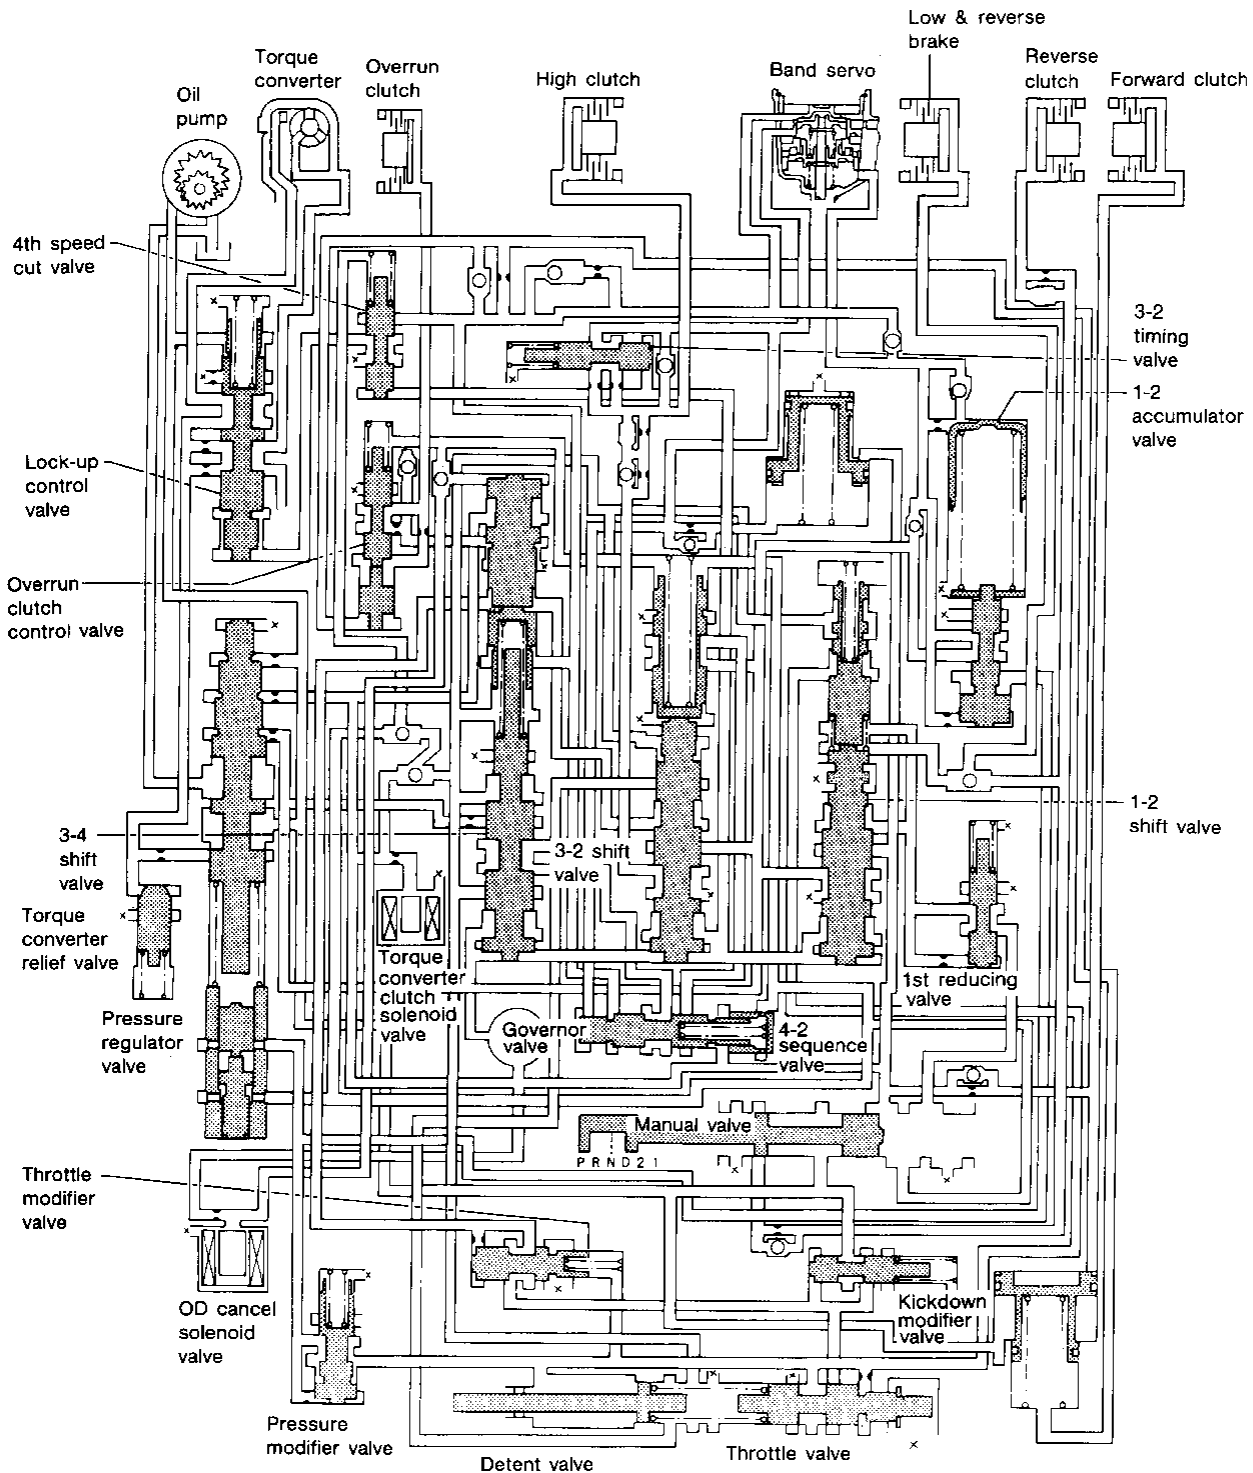 Low & reverse
brake
Torque
converter
Overrun
clutch
High clutch
Band servo
Reverse
clutch
Forward clutch
Oil
pump
4th speed
cut valve
3-2
timing
valve
1-2
accumulator
valve
Lock-up
control
valve
Overrun
clutch
control valve
1-2
shift valve
3-4
shift
valve
3-2 shift
valve
Torque
converter
relief valve
Torque
converter
clutch
solenoid
valve
1st reducing
valve
Pressure
regulator
valve
Governor
valve
4-2
sequence
valve
Manual valve
P R N D 2 1
Throttle
modifier
valve
OD cancel
solenoid
valve
Kickdown
modifier
valve
Pressure
modifier valve
Detent valve
Throttle valve